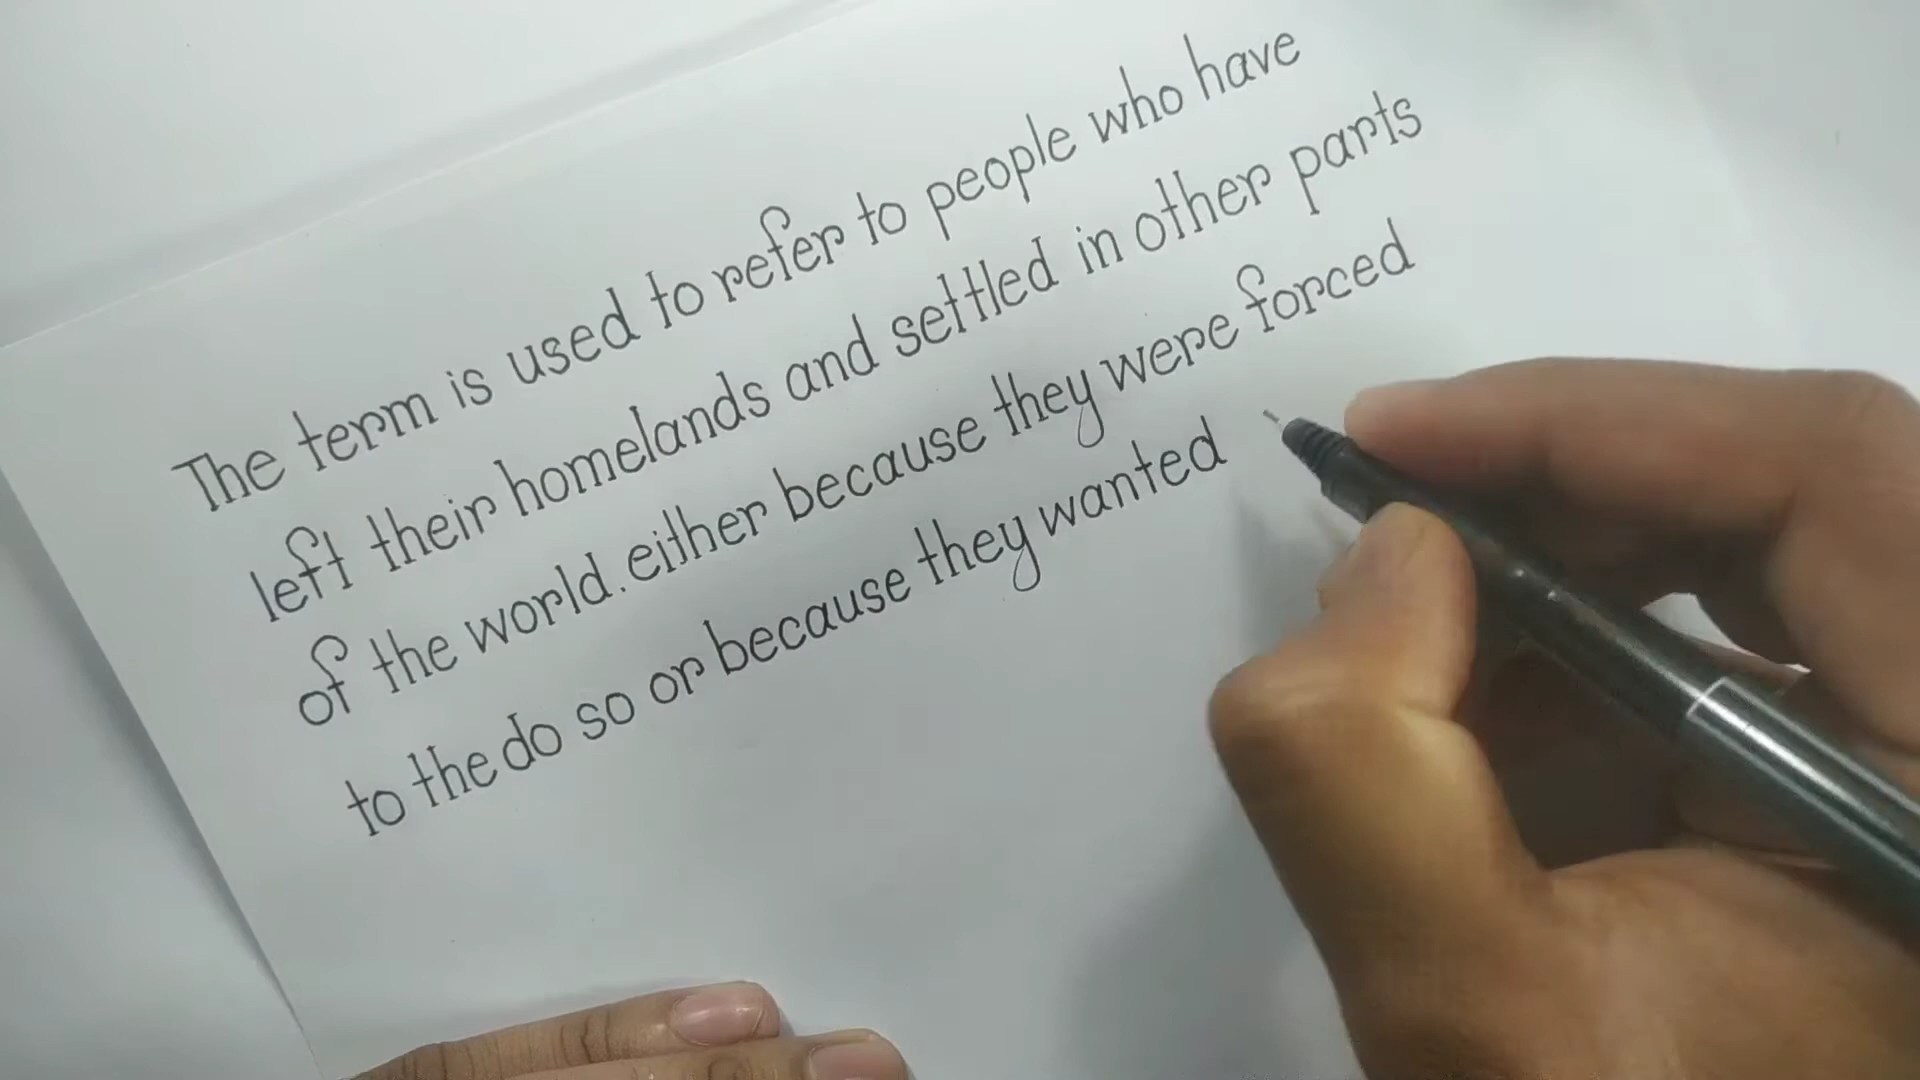 The term is used to refer to people who have
left their homelands and settled in other parts
of the world. either because they were forced
to the do so or because they wanted